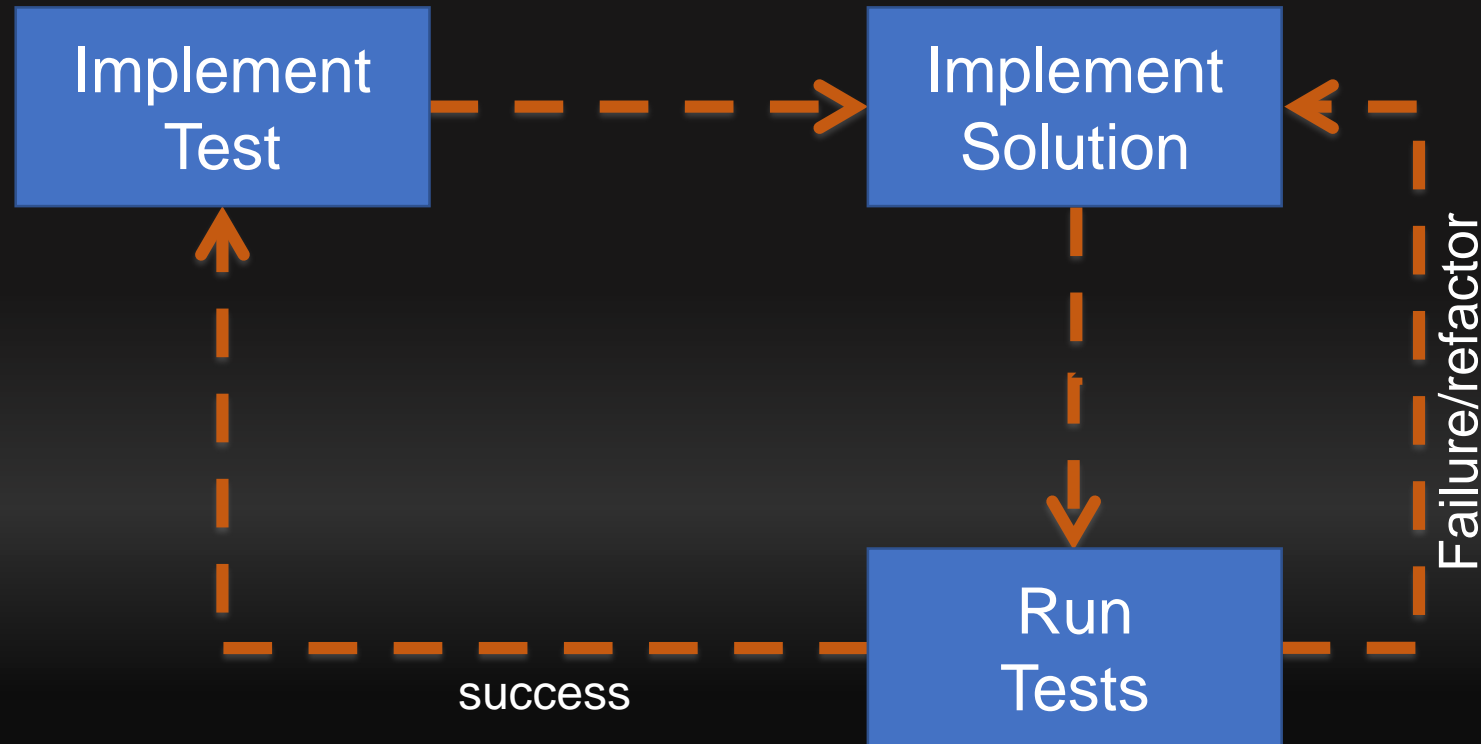 Implement
Test
Implement
Solution
Failure/refactor
Run
Tests
success